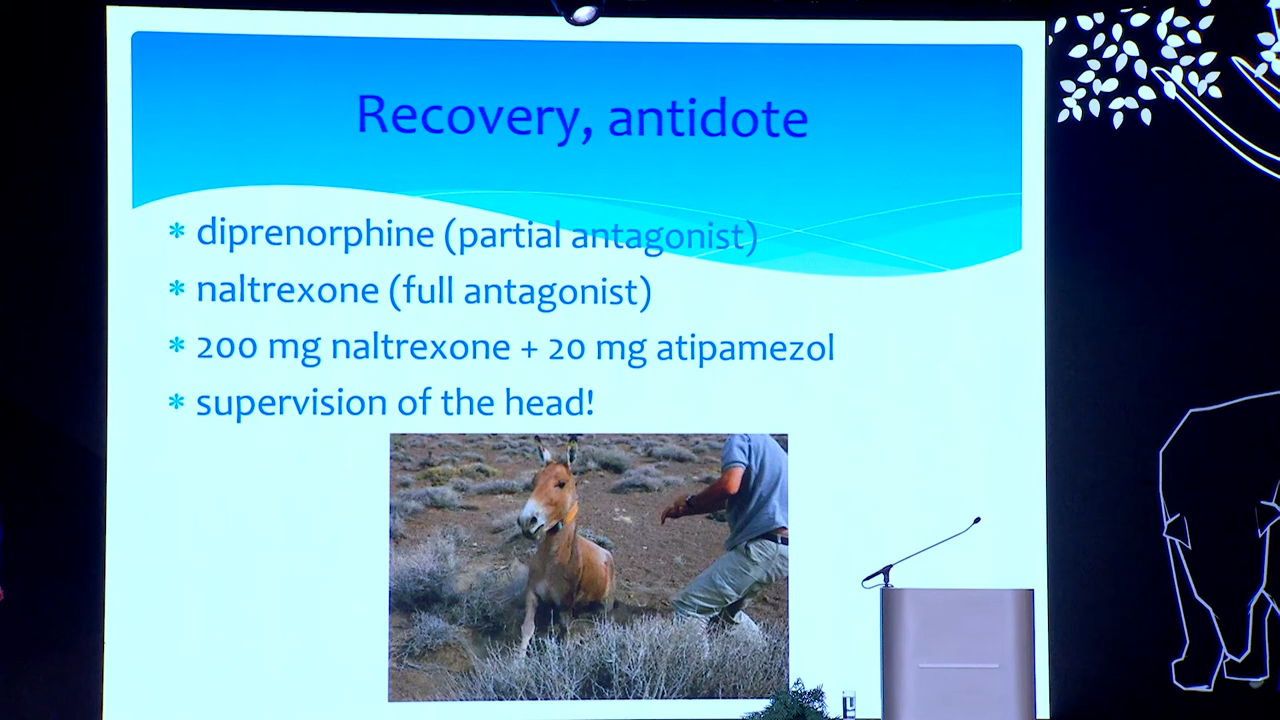 Recovery, antidote
* diprenorphine (partial antagonist)
* naltrexone (full antagonist)
* 200 mg naltrexone + 20 mg atipamezol
* supervision of the head!